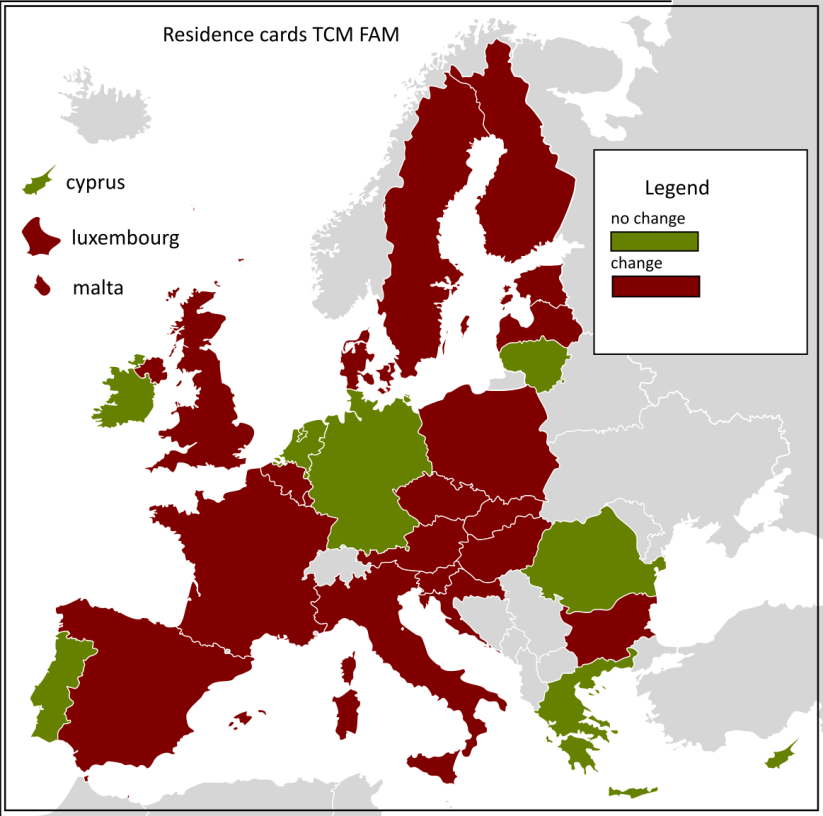 Residence cards TCM FAM
cyprus
luxembourg
malta
Legend
no change
change